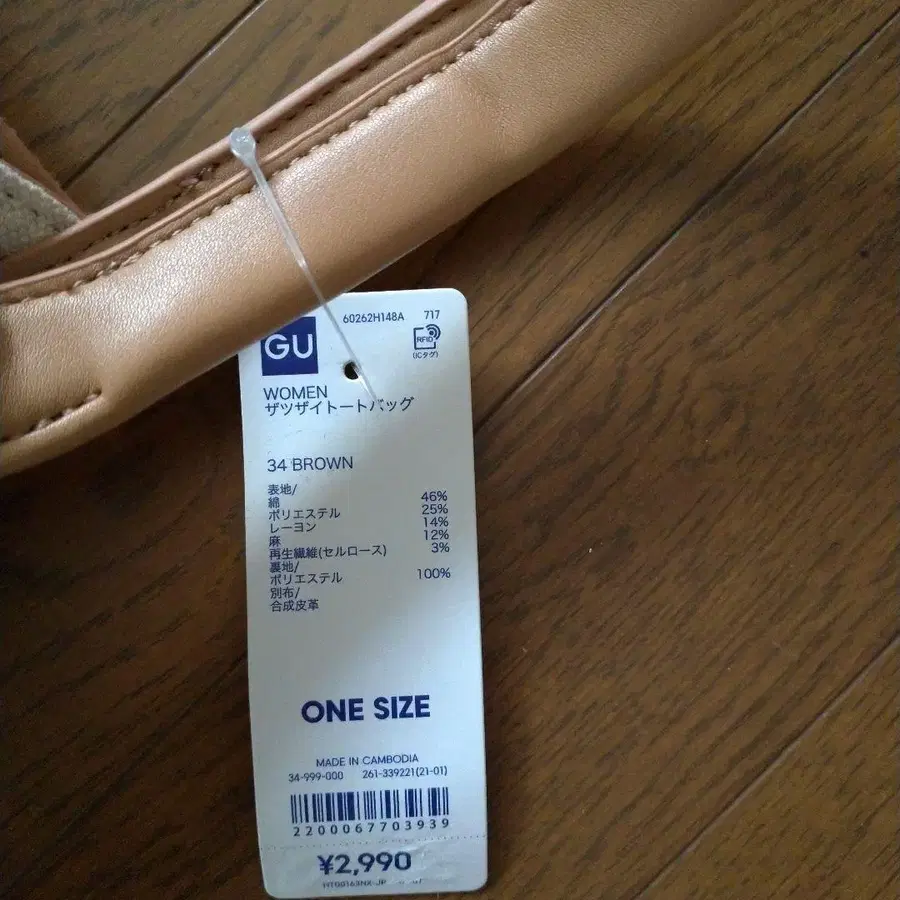 60262H148A 717
GU
RFID
(ICタグ)
WOMEN
ザツザイトートバッグ
34 BROWN
表地/
綿 46%
ポリエステル 25%
レーヨン 14%
麻 12%
再生繊維(セルロース) 3%
裏地/
ポリエステル 100%
別布/
合成皮革
ONE SIZE
MADE IN CAMBODIA
34-999-000 261-339221(21-01)
2200067703939
¥2,990